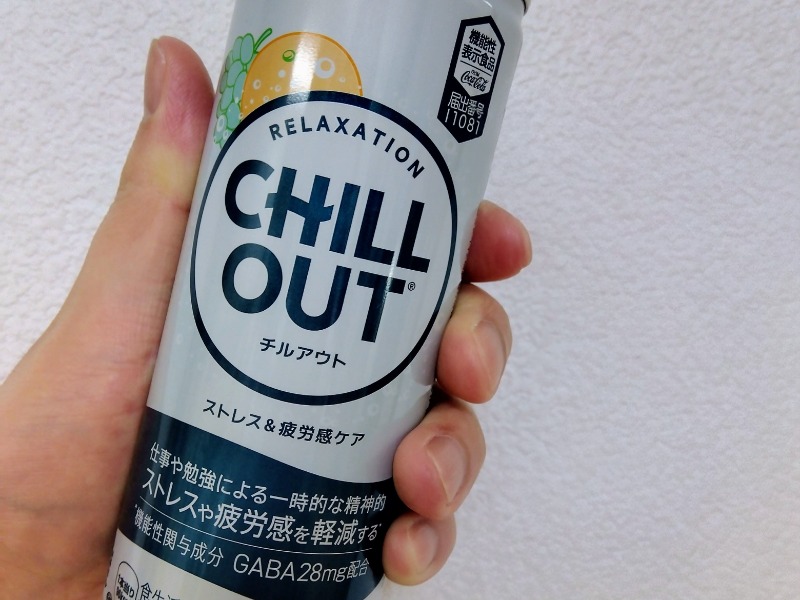 機能性
表示食品
Coca-Cola
届出番号
I1081
RELAXATION
CHILL
OUT®
チルアウト
ストレス&疲労感ケア
仕事や勉強による一時的な精神的
ストレスや疲労感を軽減する
機能性関与成分 GABA28mg配合
食生活